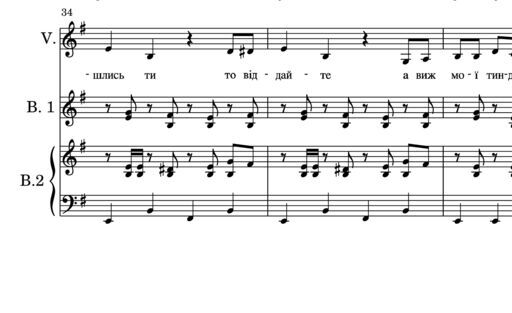 34
V.
- шлись ти то від - дай - те а виж мо - ї тин-д
B. 1
B.2